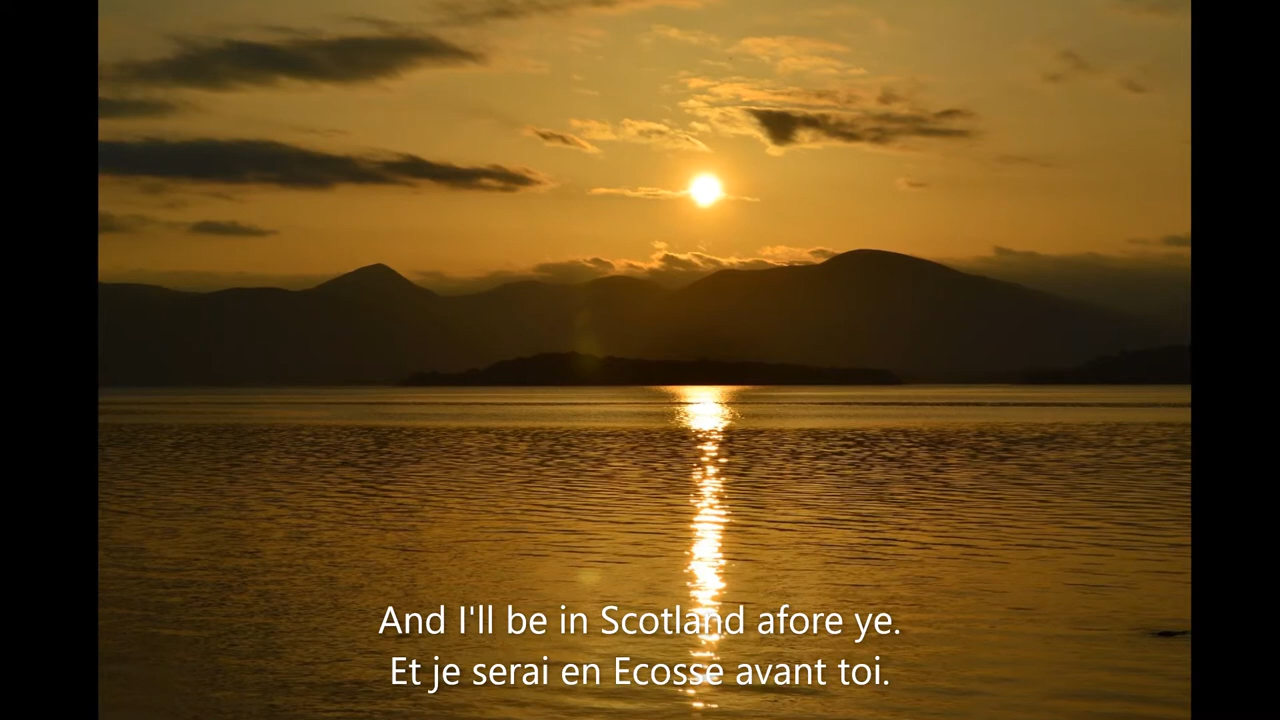 And I'll be in Scotland afore ye.
Et je serai en Ecosse avant toi.